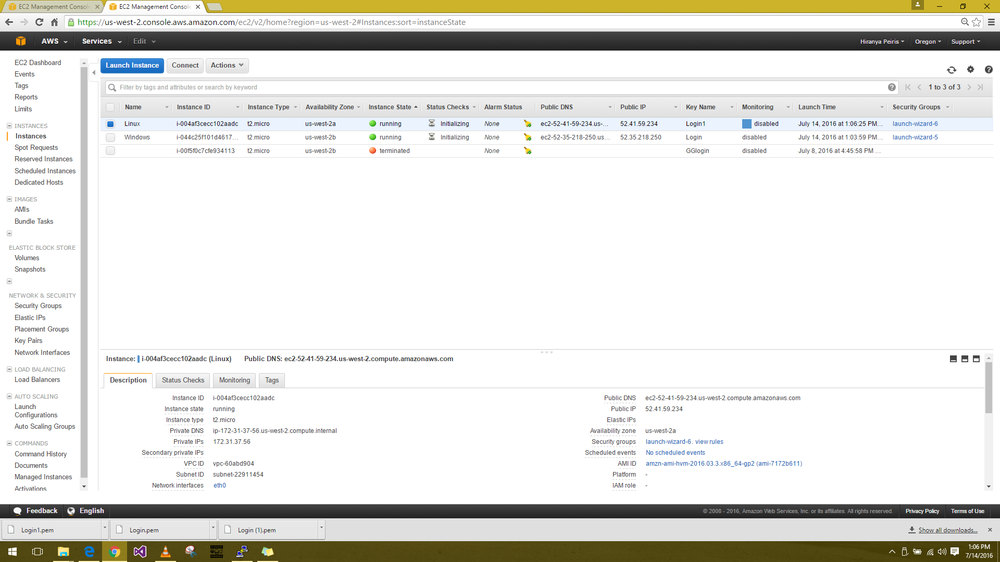 EC2 Management Console
EC2 Management Console
https://us-west-2.console.aws.amazon.com/ec2/v2/home?region=us-west-2#Instances:sort=instanceState
AWS Services Edit Hiranya Peiris Oregon Support
EC2 Dashboard
Events
Tags
Reports
Limits
INSTANCES
Instances
Spot Requests
Reserved Instances
Scheduled Instances
Dedicated Hosts
IMAGES
AMIs
Bundle Tasks
ELASTIC BLOCK STORE
Volumes
Snapshots
NETWORK & SECURITY
Security Groups
Elastic IPs
Placement Groups
Key Pairs
Network Interfaces
LOAD BALANCING
Load Balancers
AUTO SCALING
Launch
Configurations
Auto Scaling Groups
COMMANDS
Command History
Documents
Managed Instances
Activations
Launch Instance Connect Actions
Filter by tags and attributes or search by keyword 1 to 3 of 3
Name Instance ID Instance Type Availability Zone Instance State Status Checks Alarm Status Public DNS Public IP Key Name Monitoring Launch Time Security Groups
Linux i-004af3cecc102aadc t2.micro us-west-2a running Initializing None ec2-52-41-59-234.us-... 52.41.59.234 Login1 disabled July 14, 2016 at 1:06:25 PM... launch-wizard-6
Windows i-044c25f101d4617... t2.micro us-west-2b running Initializing None ec2-52-35-218-250.us... 52.35.218.250 Login disabled July 14, 2016 at 1:03:59 PM... launch-wizard-5
i-00f5f0c7cfe934113 t2.micro us-west-2b terminated None GGlogin disabled July 8, 2016 at 4:45:58 PM ...
Instance: i-004af3cecc102aadc (Linux) Public DNS: ec2-52-41-59-234.us-west-2.compute.amazonaws.com
Description Status Checks Monitoring Tags
Instance ID i-004af3cecc102aadc Public DNS ec2-52-41-59-234.us-west-2.compute.amazonaws.com
Instance state running Public IP 52.41.59.234
Instance type t2.micro Elastic IPs
Private DNS ip-172-31-37-56.us-west-2.compute.internal Availability zone us-west-2a
Private IPs 172.31.37.56 Security groups launch-wizard-6. view rules
Secondary private IPs Scheduled events No scheduled events
VPC ID vpc-60abd904 AMI ID amzn-ami-hvm-2016.03.3.x86_64-gp2 (ami-7172b611)
Subnet ID subnet-22911454 Platform -
Network interfaces eth0 IAM role -
Feedback English © 2008 - 2016, Amazon Web Services, Inc. or its affiliates. All rights reserved. Privacy Policy Terms of Use
Login1.pem Login.pem Login (1).pem Show all downloads...
1:06 PM
7/14/2016